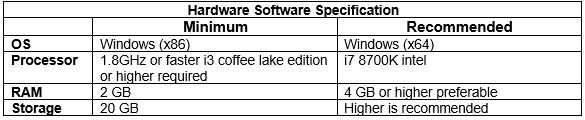 Hardware Software Specification
Minimum Recommended
OS Windows (x86) Windows (x64)
Processor 1.8GHz or faster i3 coffee lake edition i7 8700K intel
or higher required
RAM 2 GB 4 GB or higher preferable
Storage 20 GB Higher is recommended